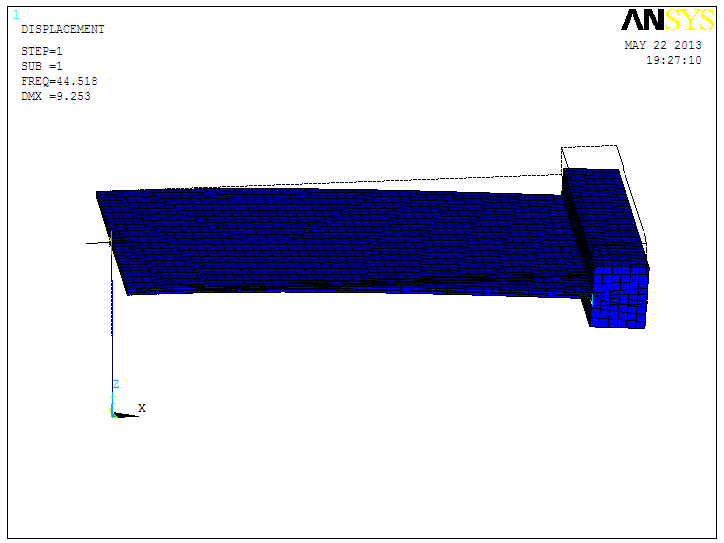 1
DISPLACEMENT
STEP=1
SUB =1
FREQ=44.518
DMX =9.253
ANSYS
MAY 22 2013
19:27:10
Z
X